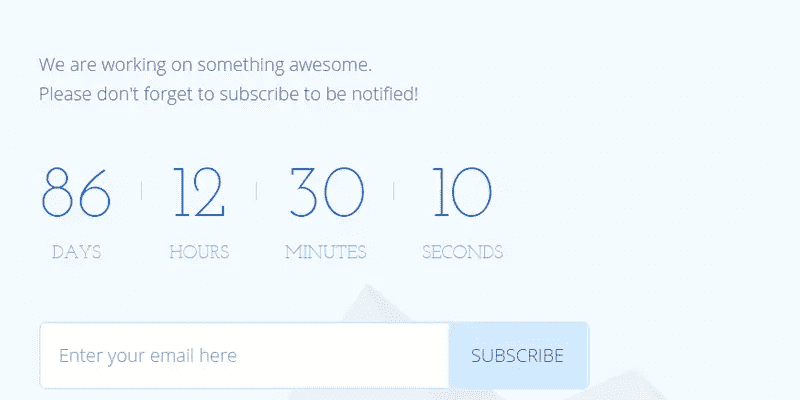 We are working on something awesome.
Please don't forget to subscribe to be notified!
86 12 30 10
DAYS HOURS MINUTES SECONDS
Enter your email here SUBSCRIBE